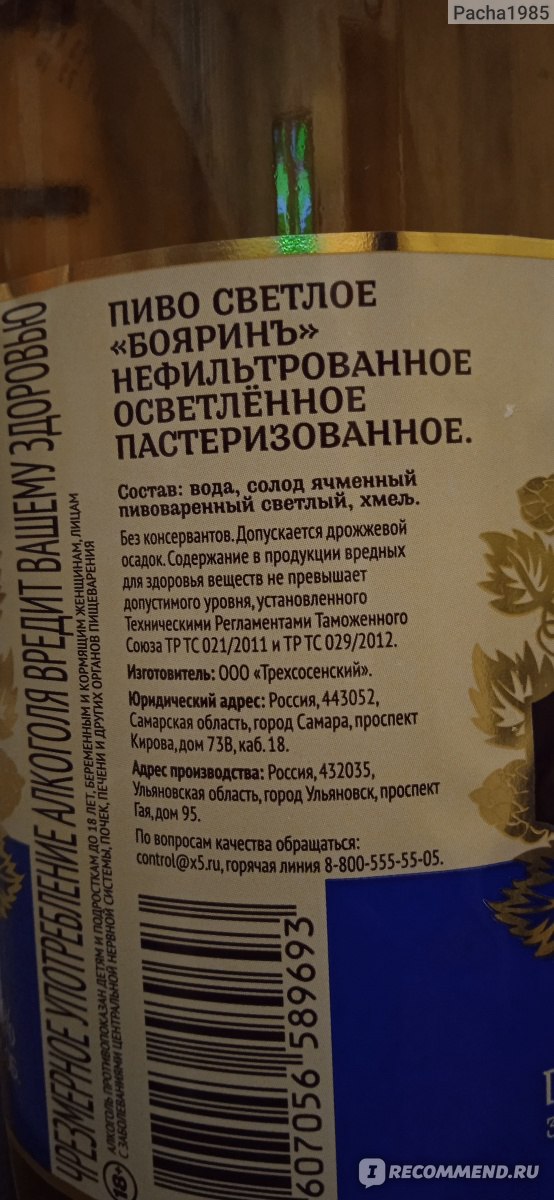 Pacha1985
ПИВО СВЕТЛОЕ
«БОЯРИНЪ»
НЕФИЛЬТРОВАННОЕ
ОСВЕТЛЁННОЕ
ПАСТЕРИЗОВАННОЕ.
Состав: вода, солод ячменный
пивоваренный светлый, хмель.
Без консервантов. Допускается дрожжевой
осадок. Содержание в продукции вредных
для здоровья веществ не превышает
допустимого уровня, установленного
Техническими Регламентами Таможенного
Союза ТР ТС 021/2011 и ТР ТС 029/2012.
Изготовитель: ООО «Трехсосенский».
Юридический адрес: Россия, 443052,
Самарская область, город Самара, проспект
Кирова, дом 73В, каб. 18.
Адрес производства: Россия, 432035,
Ульяновская область, город Ульяновск, проспект
Гая, дом 95.
По вопросам качества обращаться:
control@x5.ru, горячая линия 8-800-555-55-05.
ЧРЕЗМЕРНОЕ УПОТРЕБЛЕНИЕ АЛКОГОЛЯ ВРЕДИТ ВАШЕМУ ЗДОРОВЬЮ
АЛКОГОЛЬ ПРОТИВОПОКАЗАН ДЕТЯМ И ПОДРОСТКАМ ДО 18 ЛЕТ, БЕРЕМЕННЫМ И КОРМЯЩИМ ЖЕНЩИНАМ, ЛИЦАМ
С ЗАБОЛЕВАНИЯМИ ЦЕНТРАЛЬНОЙ НЕРВНОЙ СИСТЕМЫ, ПОЧЕК, ПЕЧЕНИ И ДРУГИХ ОРГАНОВ ПИЩЕВАРЕНИЯ
18+
607056 589693
I RECOMMEND.RU